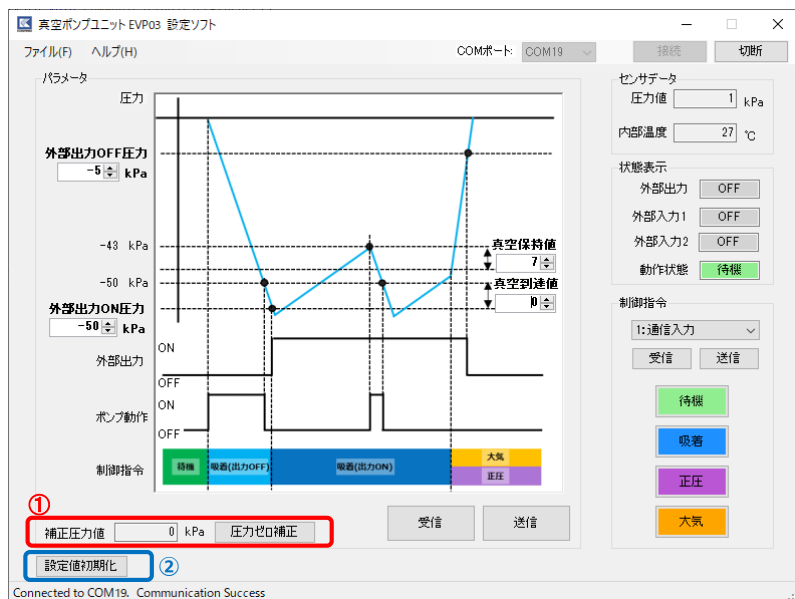 真空ポンプユニット EVP03 設定ソフト
ファイル(F) ヘルプ(H) COMポート: COM19 接続 切断
パラメータ
圧力
外部出力OFF圧力
-5 kPa
-43 kPa
-50 kPa
外部出力ON圧力
-50 kPa
真空保持値
7
真空到達値
0
外部出力
ON
OFF
ポンプ動作
ON
OFF
制御指令
待機 吸着(出力OFF) 吸着(出力ON) 大気
正圧
①
補正圧力値 0 kPa 圧力ゼロ補正 受信 送信
設定値初期化 ②
センサデータ
圧力値 1 kPa
内部温度 27 ℃
状態表示
外部出力 OFF
外部入力1 OFF
外部入力2 OFF
動作状態 待機
制御指令
1:通信入力
受信 送信
待機
吸着
正圧
大気
Connected to COM19. Communication Success